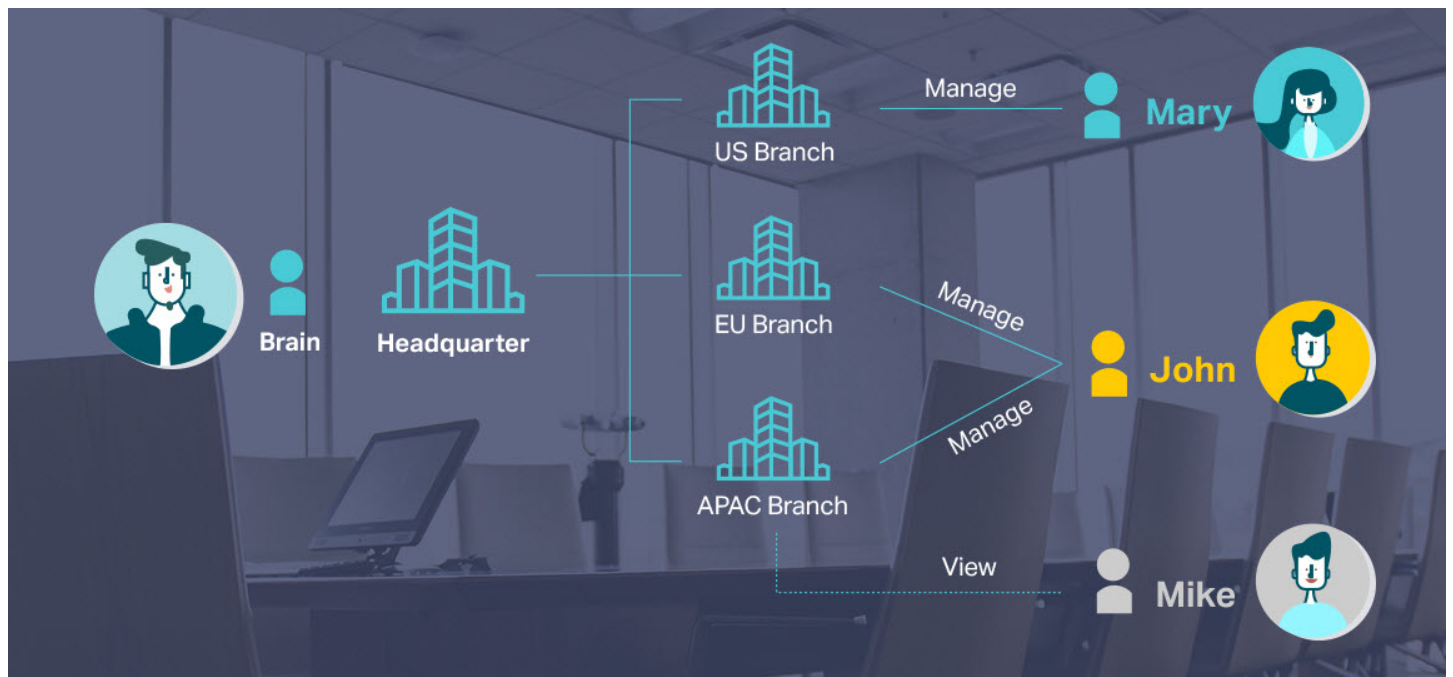 Manage
Mary
US Branch
Brain
Headquarter
EU Branch
Manage
John
Manage
APAC Branch
View
Mike